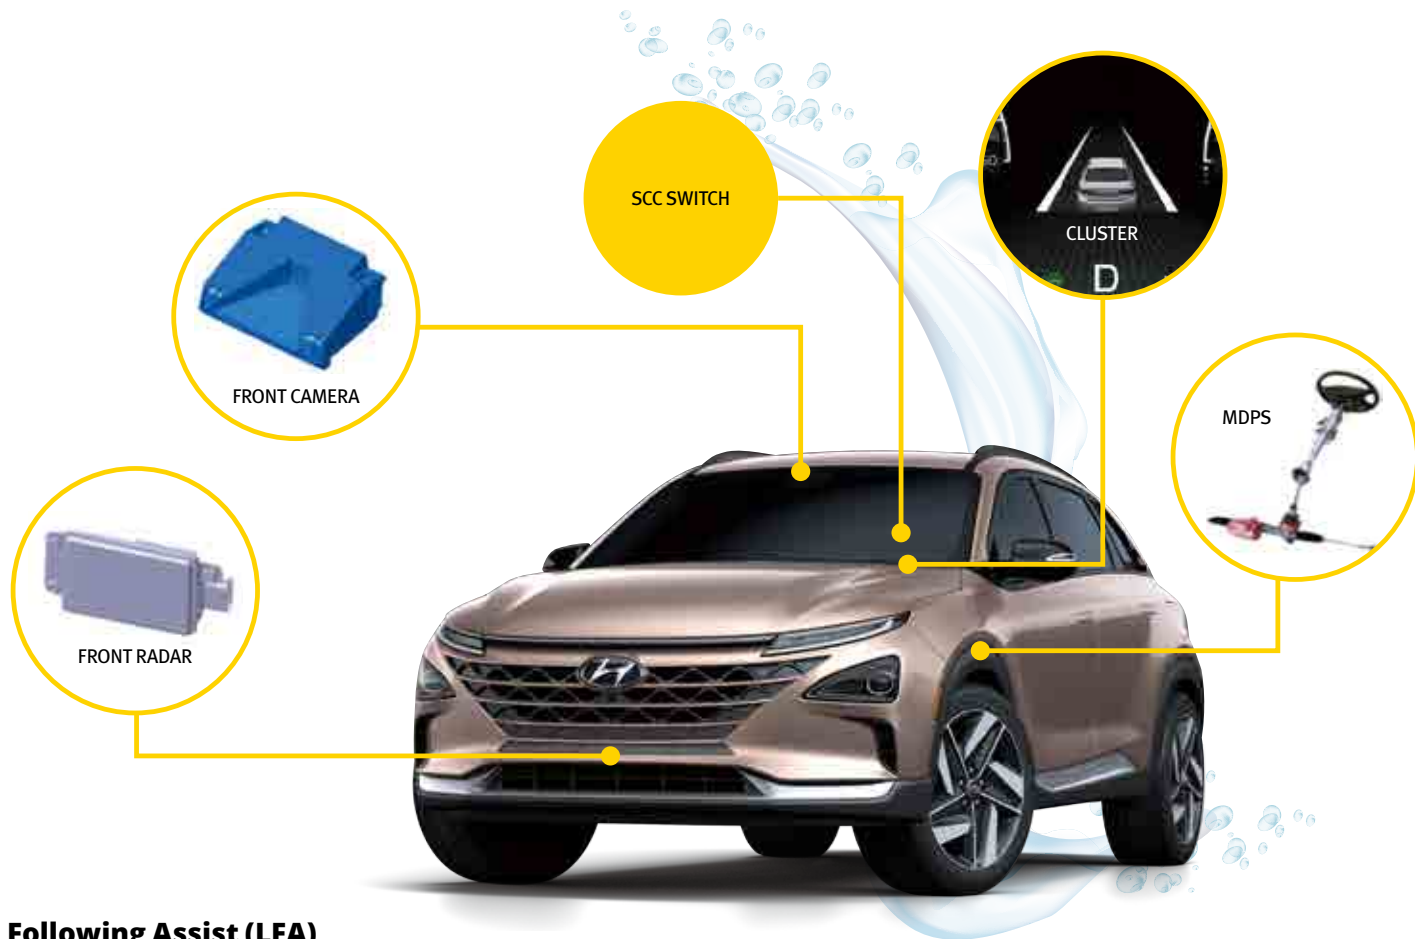 SCC SWITCH
CLUSTER
D
FRONT CAMERA
MDPS
FRONT RADAR
Following Assist (LFA)